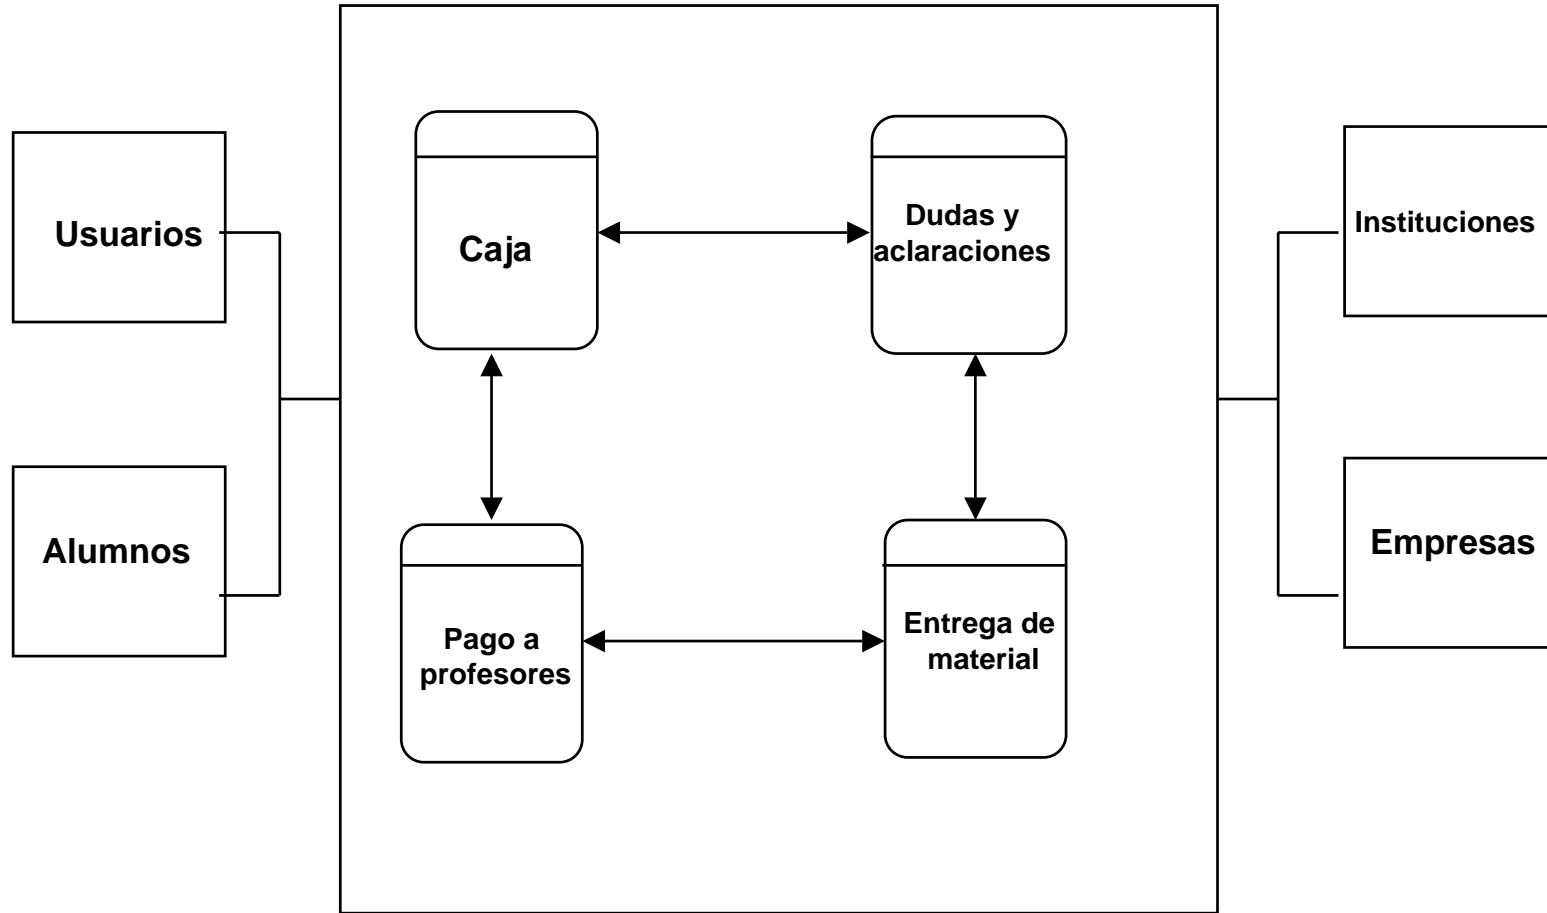 Usuarios
Alumnos
Caja
Dudas y
aclaraciones
Pago a
profesores
Entrega de
material
Instituciones
Empresas